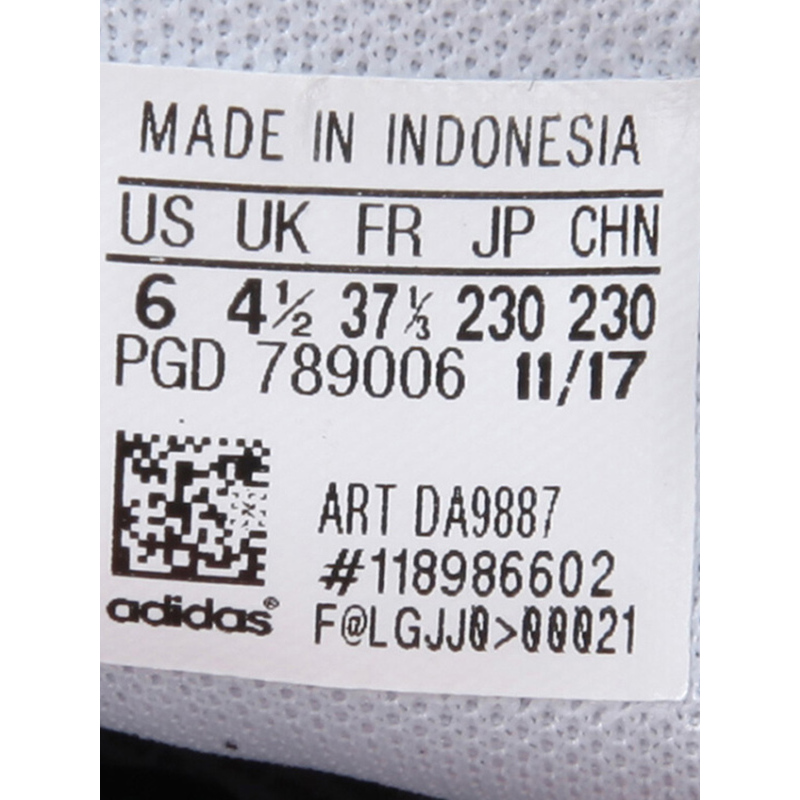 MADE IN INDONESIA
US UK FR JP CHN
6 4½ 37⅓ 230 230
PGD 789006 11/17
ART DA9887
#118986602
adidas®
F@LGJJ0>00021